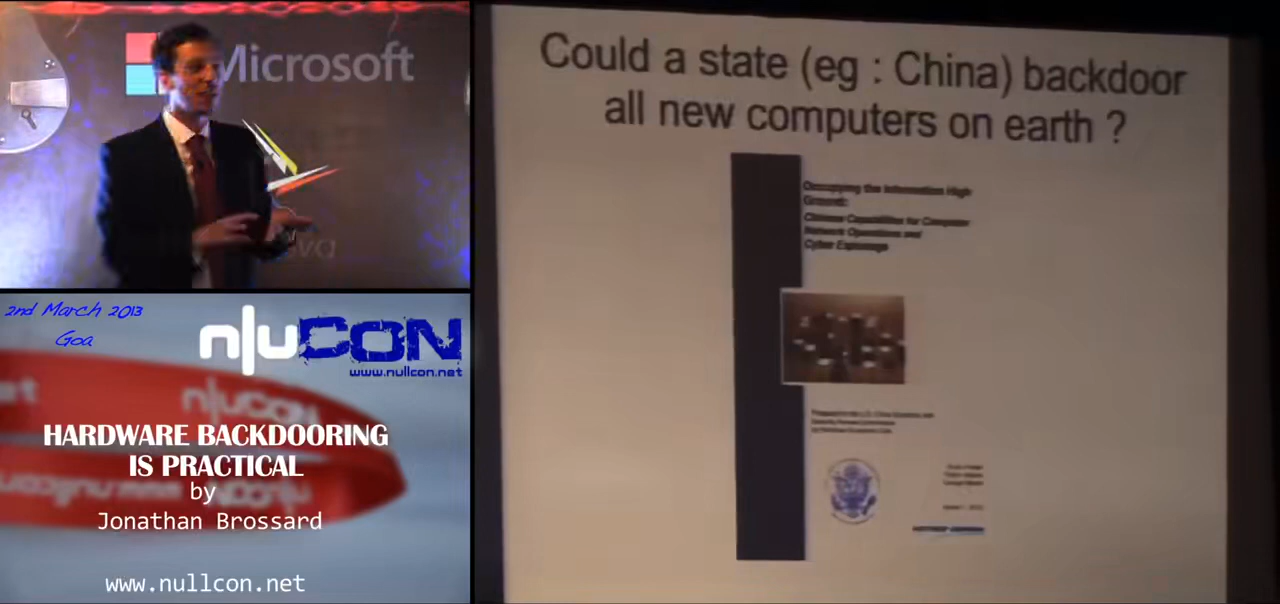 Microsoft
2nd March 2013
Goa
n|uCON
www.nullcon.net
n|uCON
HARDWARE BACKDOORING
IS PRACTICAL
by
Jonathan Brossard
www.nullcon.net
Could a state (eg : China) backdoor
all new computers on earth ?
Occupying the Information High
Ground:
Chinese Capabilities for Computer
Network Operations and
Cyber Espionage